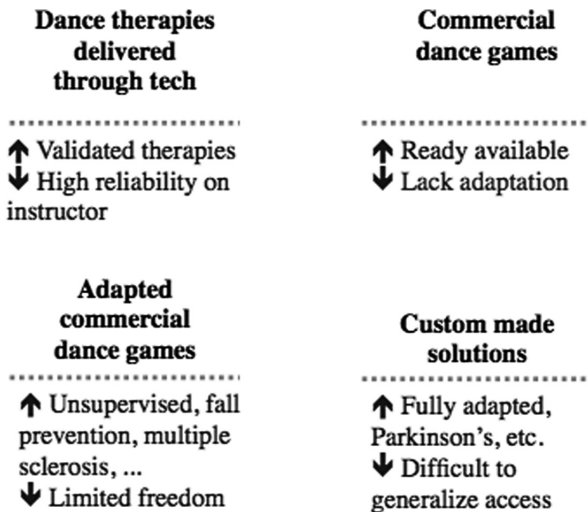 Dance therapies
delivered
through tech
↑ Validated therapies
↓ High reliability on
instructor
Commercial
dance games
↑ Ready available
↓ Lack adaptation
Adapted
commercial
dance games
↑ Unsupervised, fall
prevention, multiple
sclerosis, ...
↓ Limited freedom
Custom made
solutions
↑ Fully adapted,
Parkinson's, etc.
↓ Difficult to
generalize access